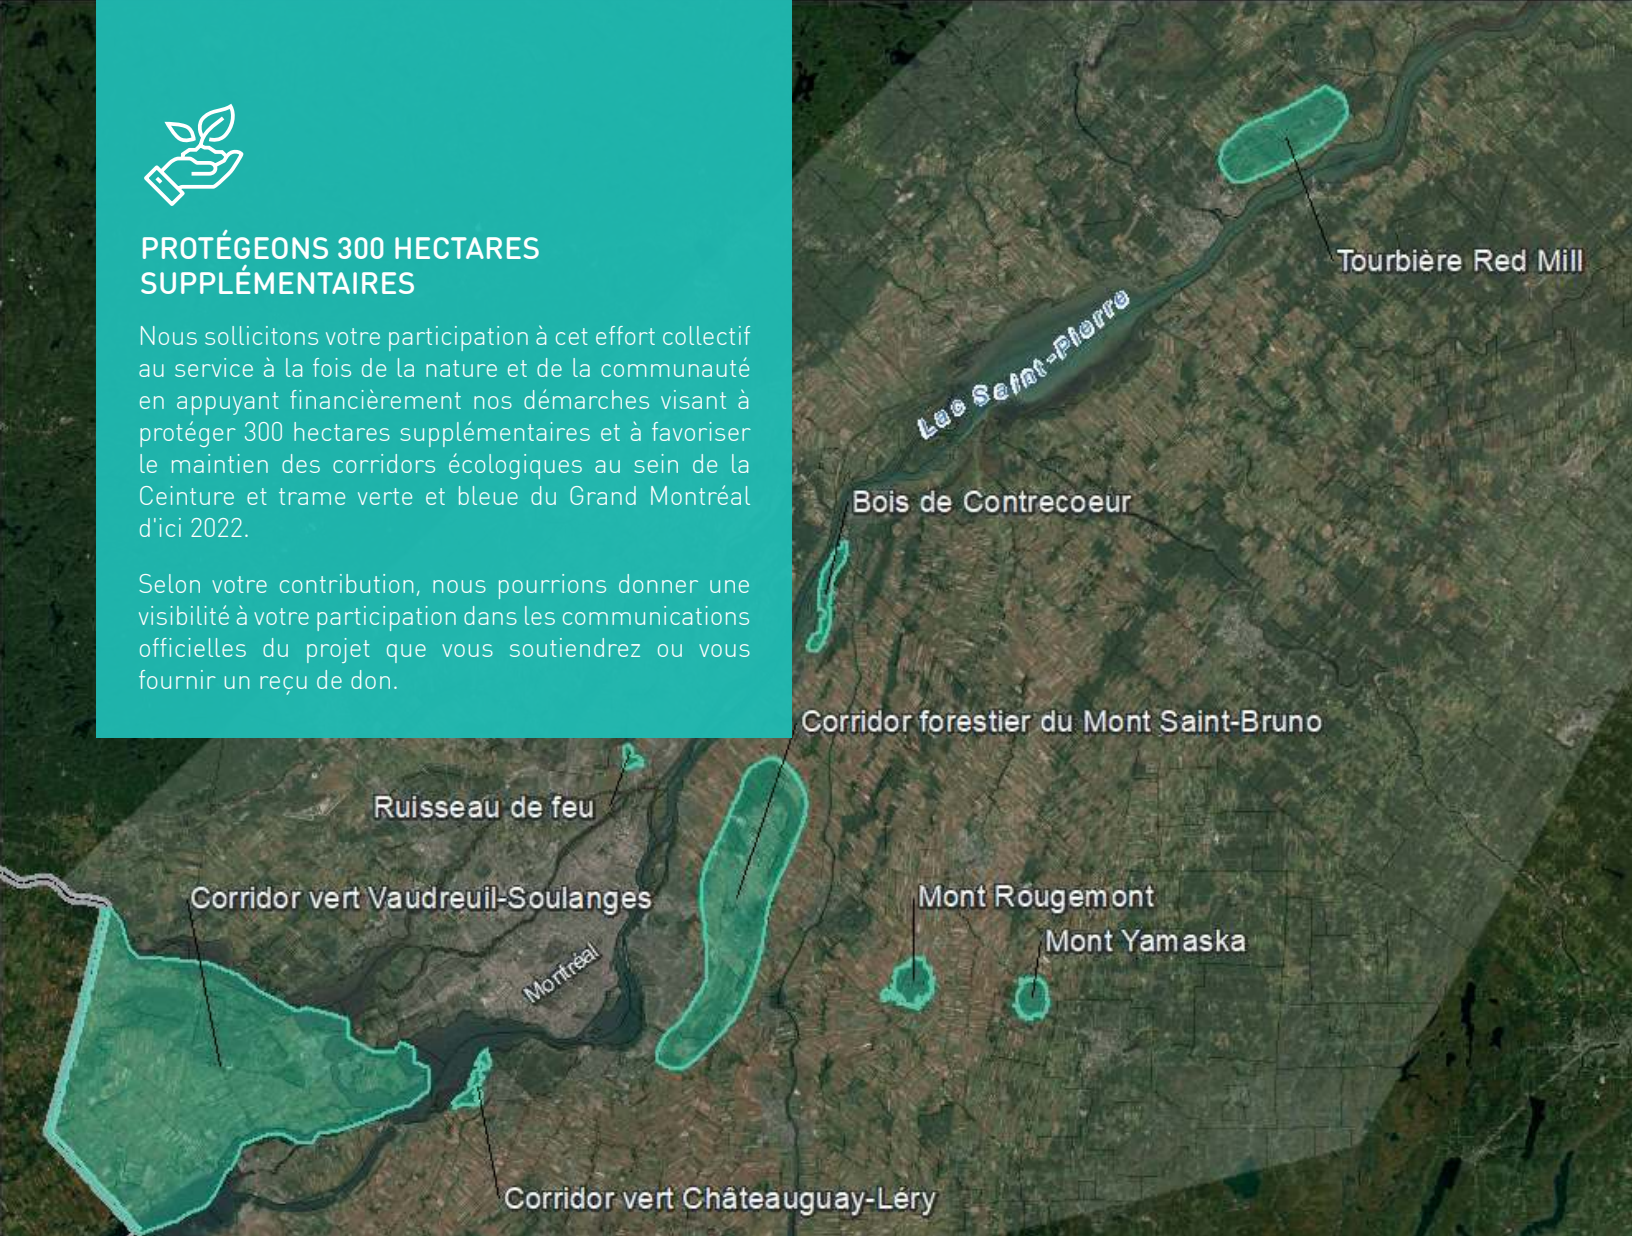 PROTÉGEONS 300 HECTARES
SUPPLÉMENTAIRES
Nous sollicitons votre participation à cet effort collectif
au service à la fois de la nature et de la communauté
en appuyant financièrement nos démarches visant à
protéger 300 hectares supplémentaires et à favoriser
le maintien des corridors écologiques au sein de la
Ceinture et trame verte et bleue du Grand Montréal
d'ici 2022.
Selon votre contribution, nous pourrions donner une
visibilité à votre participation dans les communications
officielles du projet que vous soutiendrez ou vous
fournir un reçu de don.
Tourbière Red Mill
Lac Saint-Pierre
Bois de Contrecoeur
Corridor forestier du Mont Saint-Bruno
Ruisseau de feu
Corridor vert Vaudreuil-Soulanges
Mont Rougemont
Mont Yamaska
Montréal
Corridor vert Châteauguay-Léry